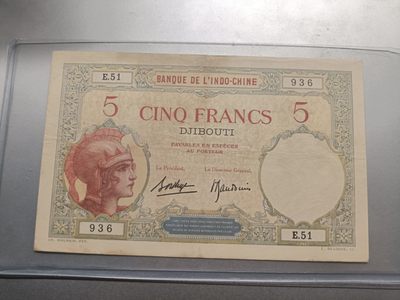 E.51
BANQUE DE L'INDO-CHINE
936
5 CINQ FRANCS 5
DJIBOUTI
PAYABLES EN ESPÈCES
AU PORTEUR
Le Président,
Le Directeur Général,
936
E.51